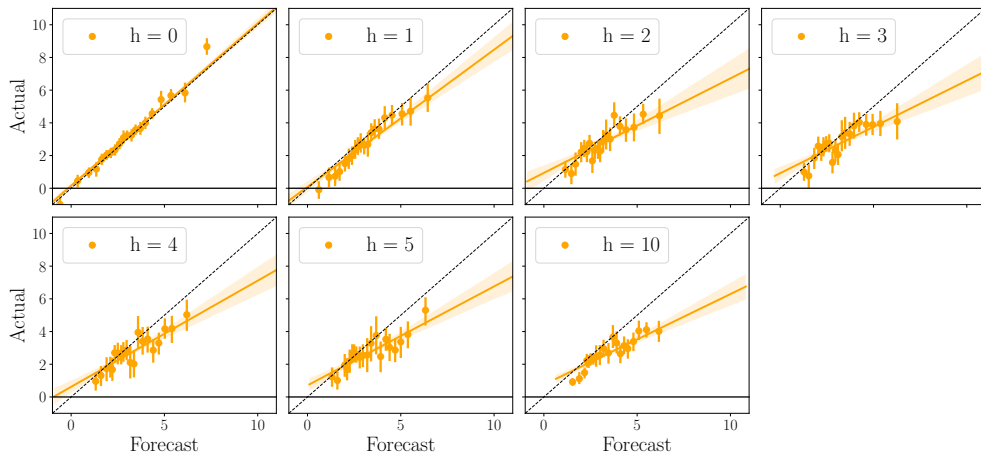 10
8
6
4
2
0
Actual
h = 0
h = 1
h = 2
h = 3
10
8
6
4
2
0
Actual
h = 4
h = 5
h = 10
0 5 10
0 5 10
0 5 10
Forecast
Forecast
Forecast